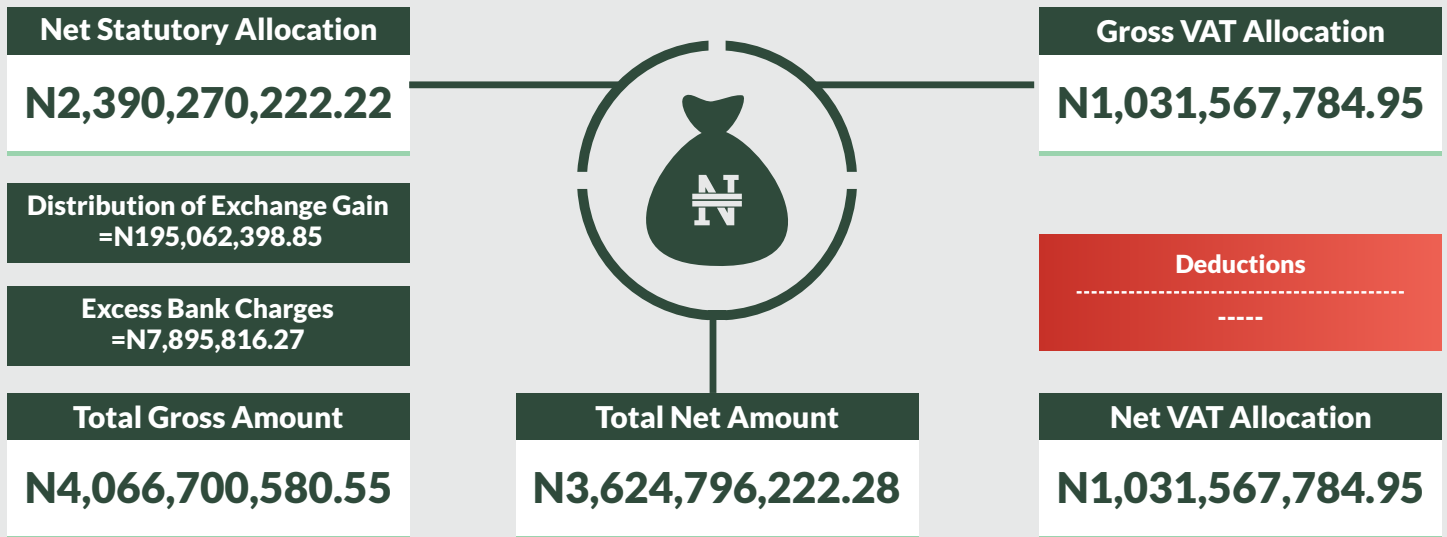 Net Statutory Allocation
N2,390,270,222.22
Distribution of Exchange Gain
=N195,062,398.85
Excess Bank Charges
=N7,895,816.27
Total Gross Amount
N4,066,700,580.55
₦
Total Net Amount
N3,624,796,222.28
Gross VAT Allocation
N1,031,567,784.95
Deductions
--------------------------------------------
-----
Net VAT Allocation
N1,031,567,784.95